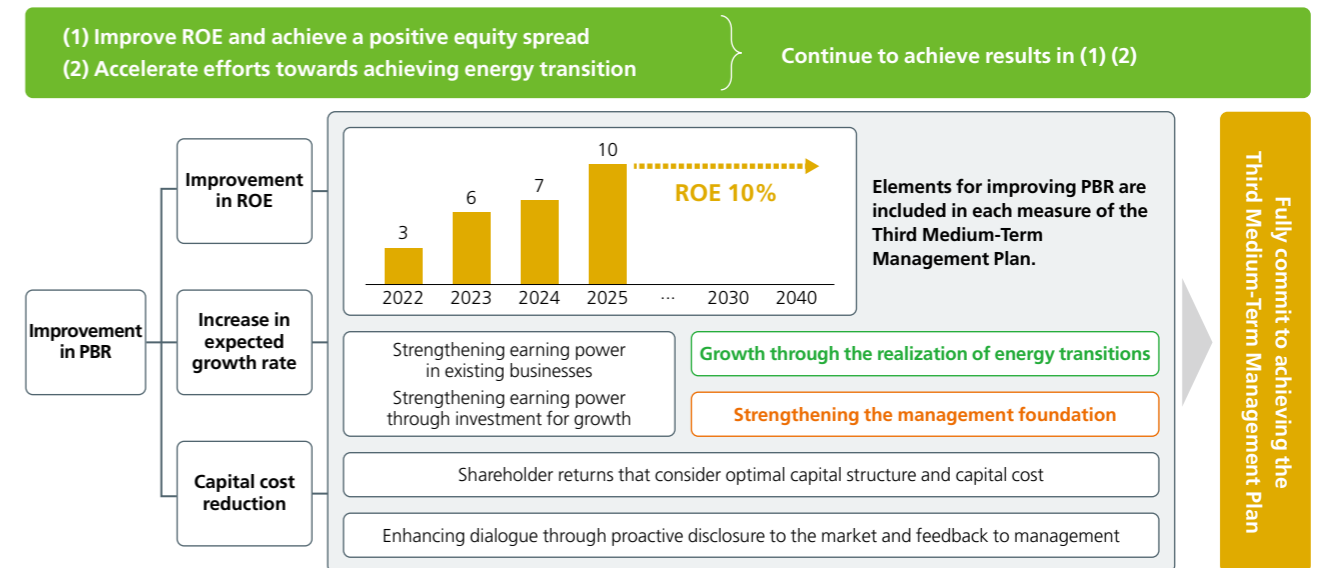 (1) Improve ROE and achieve a positive equity spread
(2) Accelerate efforts towards achieving energy transition
Continue to achieve results in (1) (2)
Improvement
in PBR
Improvement
in ROE
Increase in
expected
growth rate
Capital cost
reduction
3
6
7
10
ROE 10%
2022 2023 2024 2025 ... 2030 2040
Elements for improving PBR are
included in each measure of the
Third Medium-Term
Management Plan.
Strengthening earning power
in existing businesses
Strengthening earning power
through investment for growth
Growth through the realization of energy transitions
Strengthening the management foundation
Shareholder returns that consider optimal capital structure and capital cost
Enhancing dialogue through proactive disclosure to the market and feedback to management
Fully commit to achieving the
Third Medium-Term Management Plan